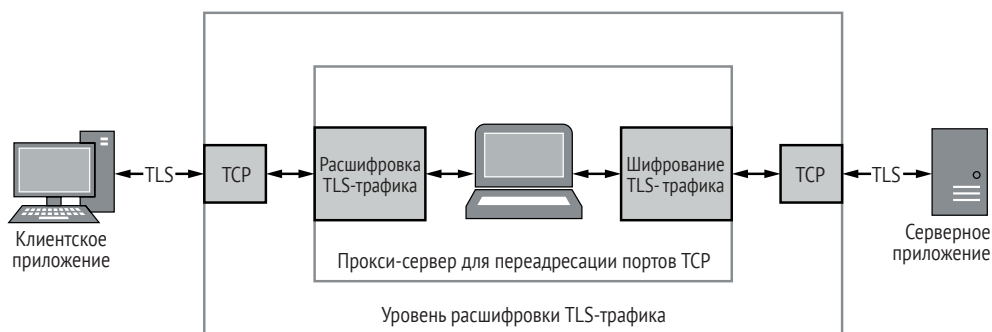 Клиентское
приложение
TLS
TCP
Расшифровка
TLS-трафика
Шифрование
TLS- трафика
TCP
TLS
Серверное
приложение
Прокси-сервер для переадресации портов TCP
Уровень расшифровки TLS-трафика